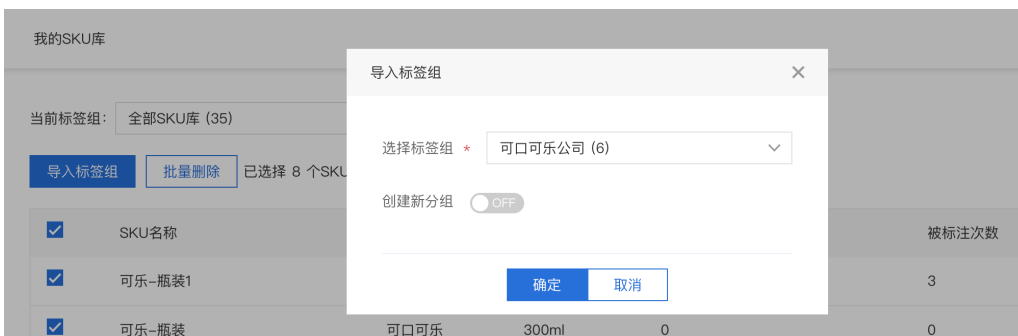 我的SKU库
导入标签组
当前标签组： 全部SKU库 (35)
选择标签组 * 可口可乐公司 (6)
导入标签组 批量删除 已选择 8 个SKU
创建新分组 OFF
SKU名称 被标注次数
可乐-瓶装1 3
确定 取消
可乐-瓶装 可口可乐 300ml 0 0